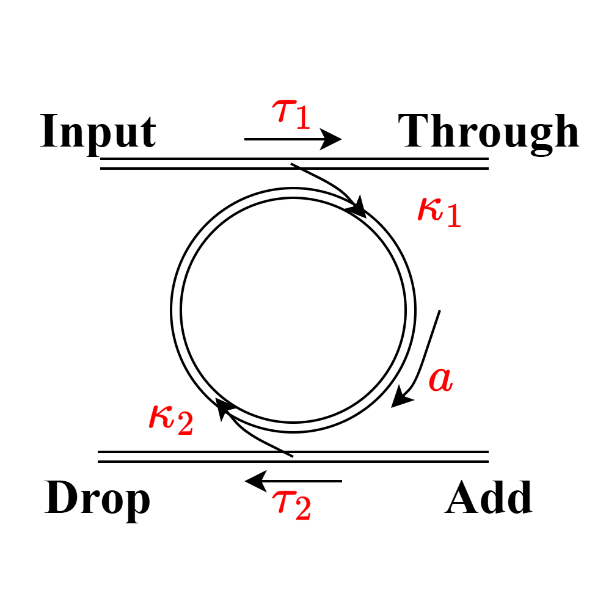 τ₁
Input
Through
κ₁
a
κ₂
Drop
τ₂
Add